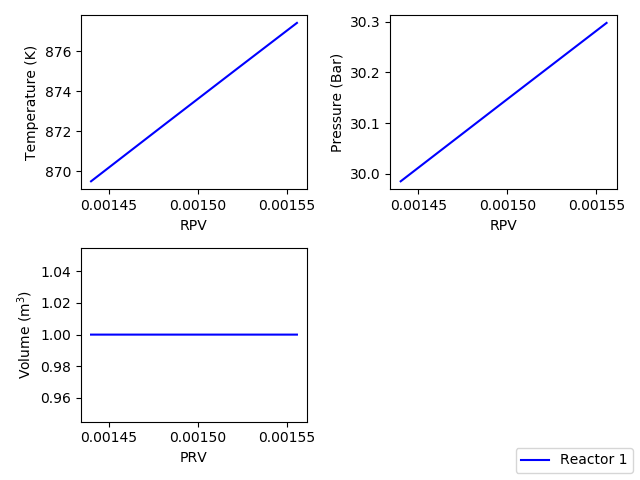 Temperature (K)
876
874
872
870
0.00145 0.00150 0.00155
RPV
Pressure (Bar)
30.3
30.2
30.1
30.0
0.00145 0.00150 0.00155
RPV
Volume (m³)
1.04
1.02
1.00
0.98
0.96
0.00145 0.00150 0.00155
PRV
Reactor 1